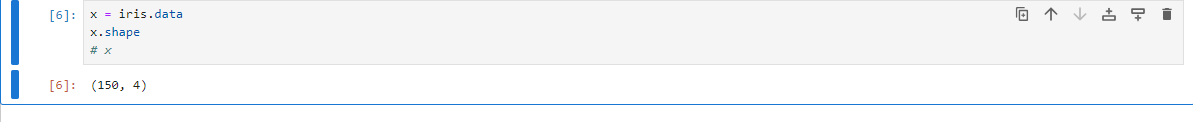 [6]: x = iris.data
x.shape
# x
[6]: (150, 4)